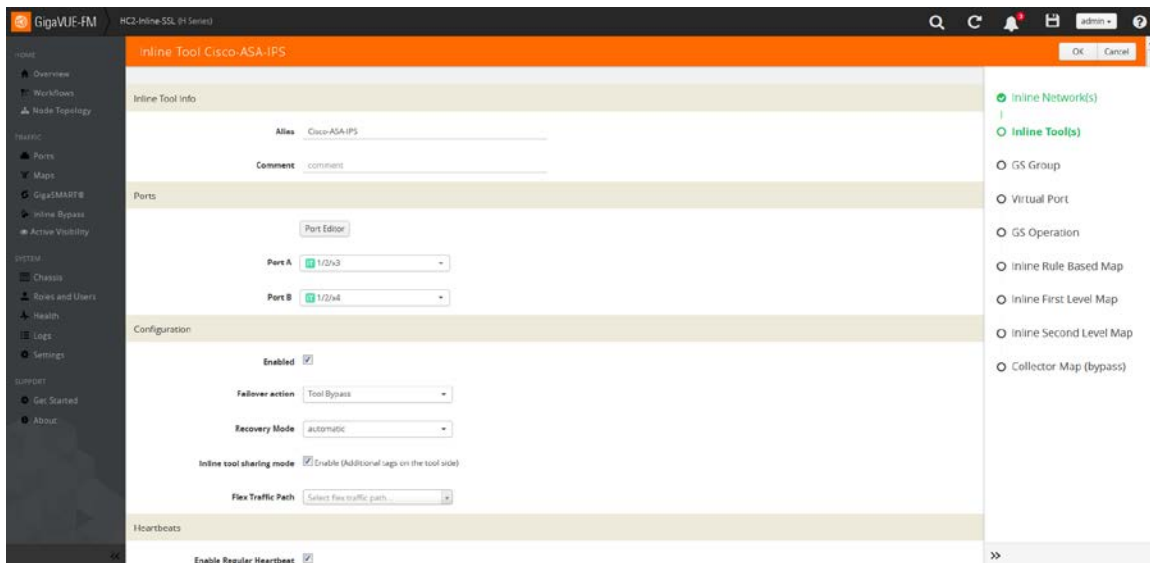 GigaVUE-FM
HC2-Inline-SSL (H Series)
admin
Inline Tool Cisco-ASA-IPS
OK
Cancel
HOME
Overview
Workflows
Node Topology
TRAFFIC
Ports
Maps
GigaSMART®
Inline Bypass
Active Visibility
SYSTEM
Chassis
Roles and Users
Health
Logs
Settings
SUPPORT
Get Started
About
Inline Tool Info
Alias Cisco-ASA-IPS
Comment comment
Ports
Port Editor
Port A IT 1/2/x3
Port B IT 1/2/x4
Configuration
Enabled
Failover action Tool Bypass
Recovery Mode automatic
Inline tool sharing mode Enable (Additional tags on the tool side)
Flex Traffic Path Select flex traffic path...
Heartbeats
Enable Regular Heartbeat
Inline Network(s)
Inline Tool(s)
GS Group
Virtual Port
GS Operation
Inline Rule Based Map
Inline First Level Map
Inline Second Level Map
Collector Map (bypass)